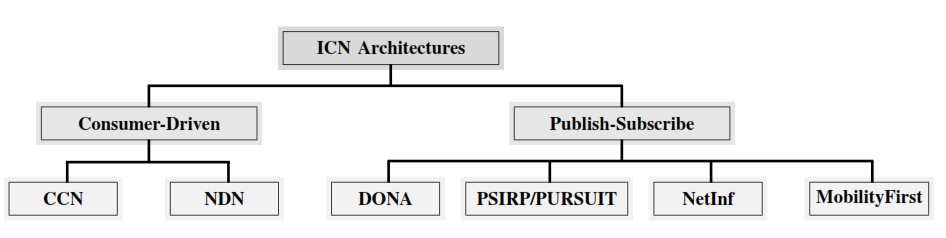 ICN Architectures
Consumer-Driven
Publish-Subscribe
CCN
NDN
DONA
PSIRP/PURSUIT
NetInf
MobilityFirst